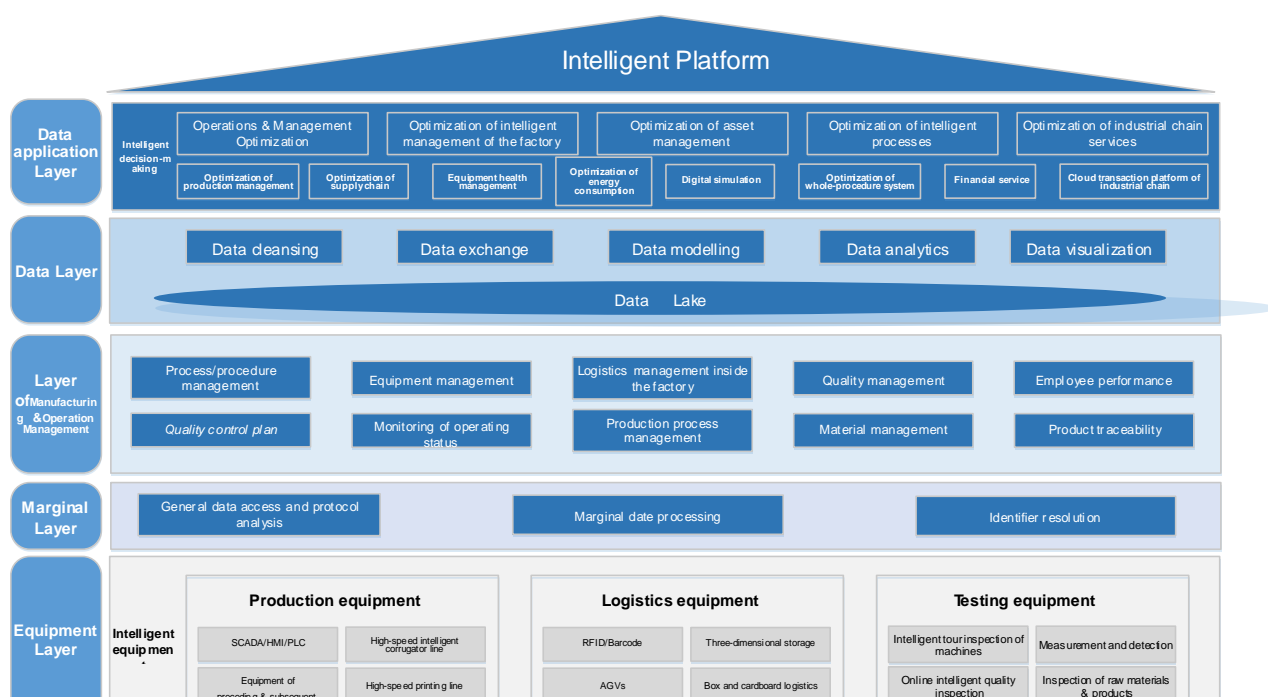 Intelligent Platform
Data
application
Layer
Intelligent
decision-m
aking
Operations & Management
Optimization
Optimization of intelligent
management of the factory
Optimization of asset
management
Optimization of intelligent
processes
Optimization of industrial chain
services
Optimization of
production management
Optimization of
supply chain
Equipment health
management
Optimization of
energy
consumption
Digital simulation
Optimization of
whole-procedure system
Financial service
Cloud transaction platform of
industrial chain
Data Layer
Data cleansing
Data exchange
Data modelling
Data analytics
Data visualization
Data Lake
Layer
of Manufacturin
g & Operation
Management
Process/procedure
management
Equipment management
Logistics management inside
the factory
Quality management
Employee performance
Quality control plan
Monitoring of operating
status
Production process
management
Material management
Product traceability
Marginal
Layer
General data access and protocol
analysis
Marginal date processing
Identifier resolution
Equipment
Layer
Intelligent
equipmen
Production equipment
SCADA/HMI/PLC
High-speed intelligent
corrugator line
Equipment of
preceding & subsequent
High-speed printing line
Logistics equipment
RFID/Barcode
Three-dimensional storage
AGVs
Box and cardboard logistics
Testing equipment
Intelligent tour inspection of
machines
Measurement and detection
Online intelligent quality
inspection
Inspection of raw materials
& products